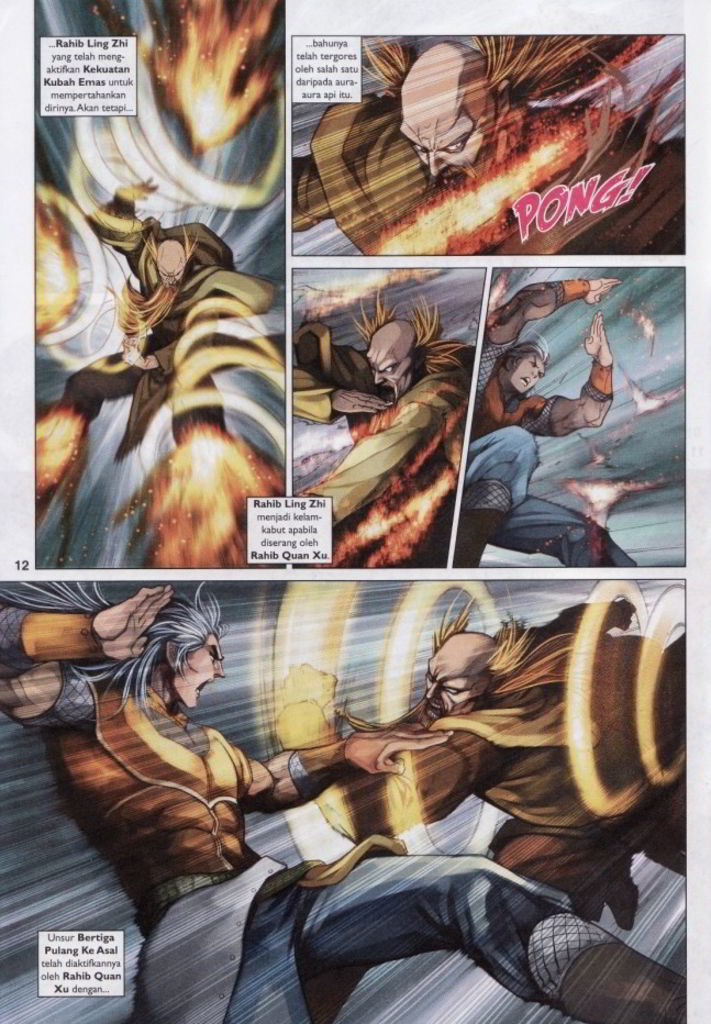 ...Rahib Ling Zhi
yang telah meng-
aktifkan Kekuatan
Kubah Emas untuk
mempertahankan
dirinya. Akan tetapi...
...bahunya
telah tergores
oleh salah satu
daripada aura-
aura api itu.
PONG!
Rahib Ling Zhi
menjadi kelam-
kabut apabila
diserang oleh
Rahib Quan Xu.
12
Unsur Bertiga
Pulang Ke Asal
telah diaktifkannya
oleh Rahib Quan
Xu dengan...